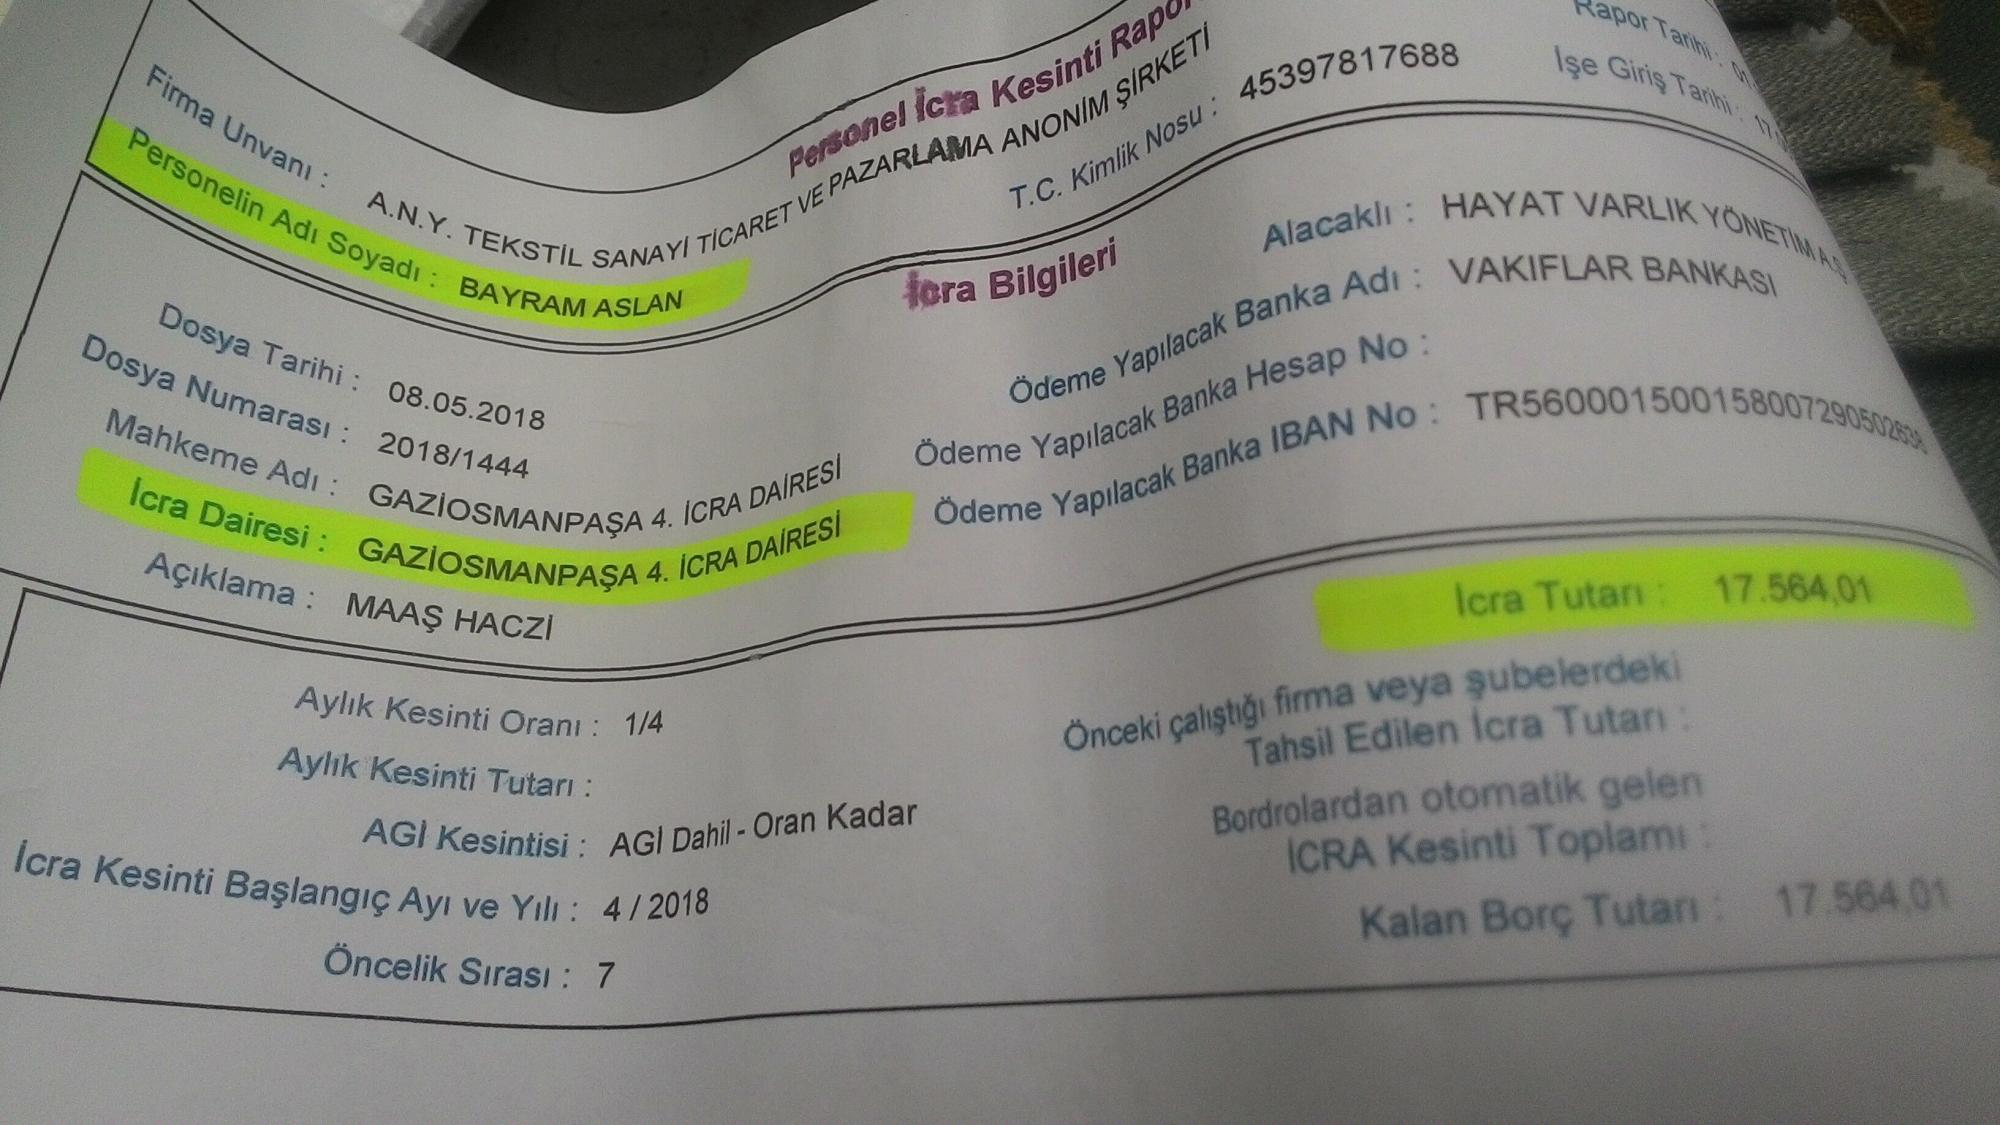 Personel İcra Kesinti Raporu
Rapor Tarihi :
Firma Unvanı : A.N.Y. TEKSTİL SANAYİ TİCARET VE PAZARLAMA ANONİM ŞİRKETİ
İşe Giriş Tarihi :
Personelin Adı Soyadı : BAYRAM ASLAN
T.C. Kimlik Nosu : 45397817688
İcra Bilgileri
Dosya Tarihi : 08.05.2018
Alacaklı : HAYAT VARLIK YÖNETİM A.Ş
Dosya Numarası : 2018/1444
Ödeme Yapılacak Banka Adı : VAKIFLAR BANKASI
Mahkeme Adı : GAZİOSMANPAŞA 4. İCRA DAİRESİ
Ödeme Yapılacak Banka Hesap No :
İcra Dairesi : GAZİOSMANPAŞA 4. İCRA DAİRESİ
Ödeme Yapılacak Banka IBAN No :
Açıklama : MAAŞ HACZİ
İcra Tutarı : 17.564,01
Aylık Kesinti Oranı : 1/4
Önceki çalıştığı firma veya şubelerdeki
Tahsil Edilen İcra Tutarı :
Aylık Kesinti Tutarı :
Bordrolardan otomatik gelen
İCRA Kesinti Toplamı :
AGİ Kesintisi : AGİ Dahil - Oran Kadar
İcra Kesinti Başlangıç Ayı ve Yılı : 4 / 2018
Kalan Borç Tutarı : 17.564,01
Öncelik Sırası : 7